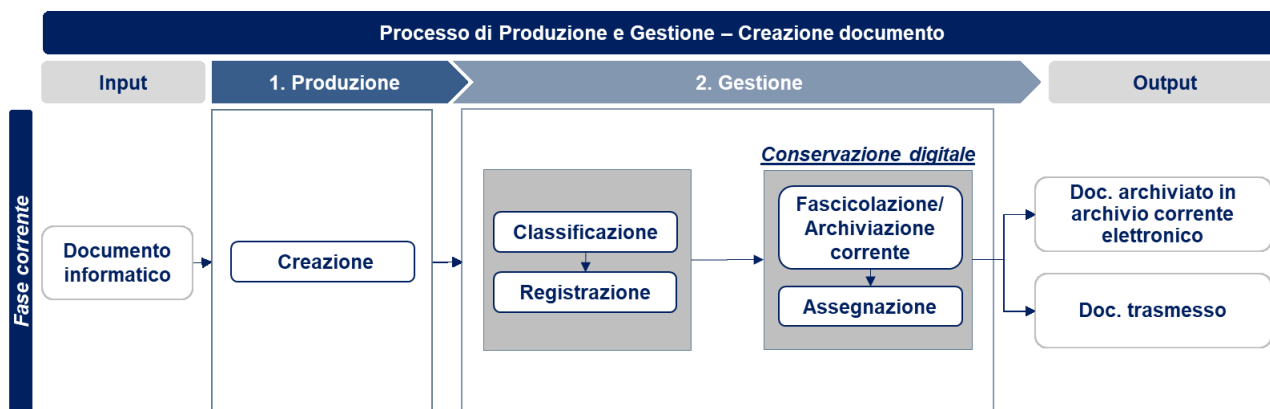 Processo di Produzione e Gestione – Creazione documento
Input
1. Produzione
2. Gestione
Output
Fase corrente
Documento
informatico
Creazione
Classificazione
Registrazione
Conservazione digitale
Fascicolazione/
Archiviazione
corrente
Assegnazione
Doc. archiviato in
archivio corrente
elettronico
Doc. trasmesso